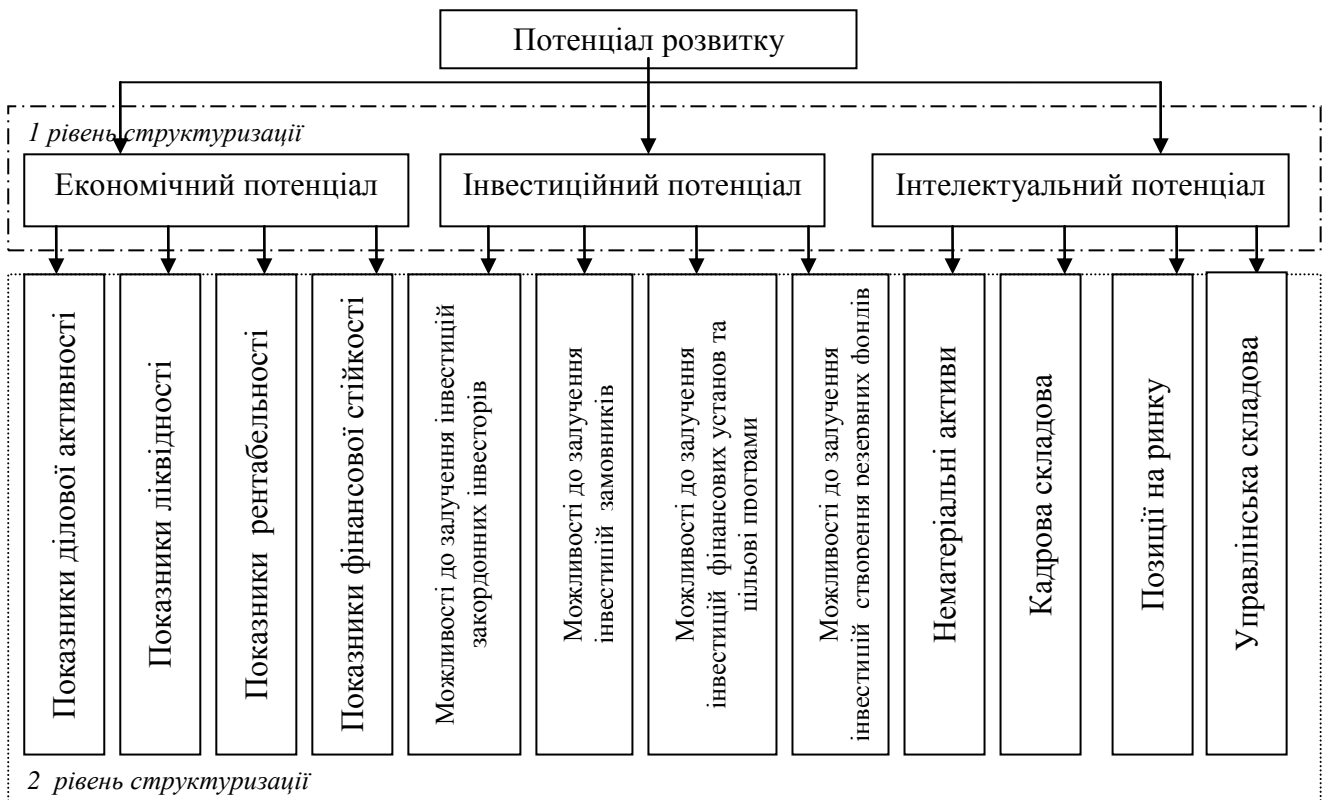 Потенціал розвитку
1 рівень структуризації
Економічний потенціал
Інвестиційний потенціал
Інтелектуальний потенціал
Показники ділової активності
Показники ліквідності
Показники рентабельності
Показники фінансової стійкості
Можливості до залучення інвестицій
закордонних інвесторів
Можливості до залучення
інвестицій замовників
Можливості до залучення
інвестицій фінансових установ та
цільові програми
Можливості до залучення
інвестицій створення резервних фондів
Нематеріальні активи
Кадрова складова
Позиції на ринку
Управлінська складова
2 рівень структуризації